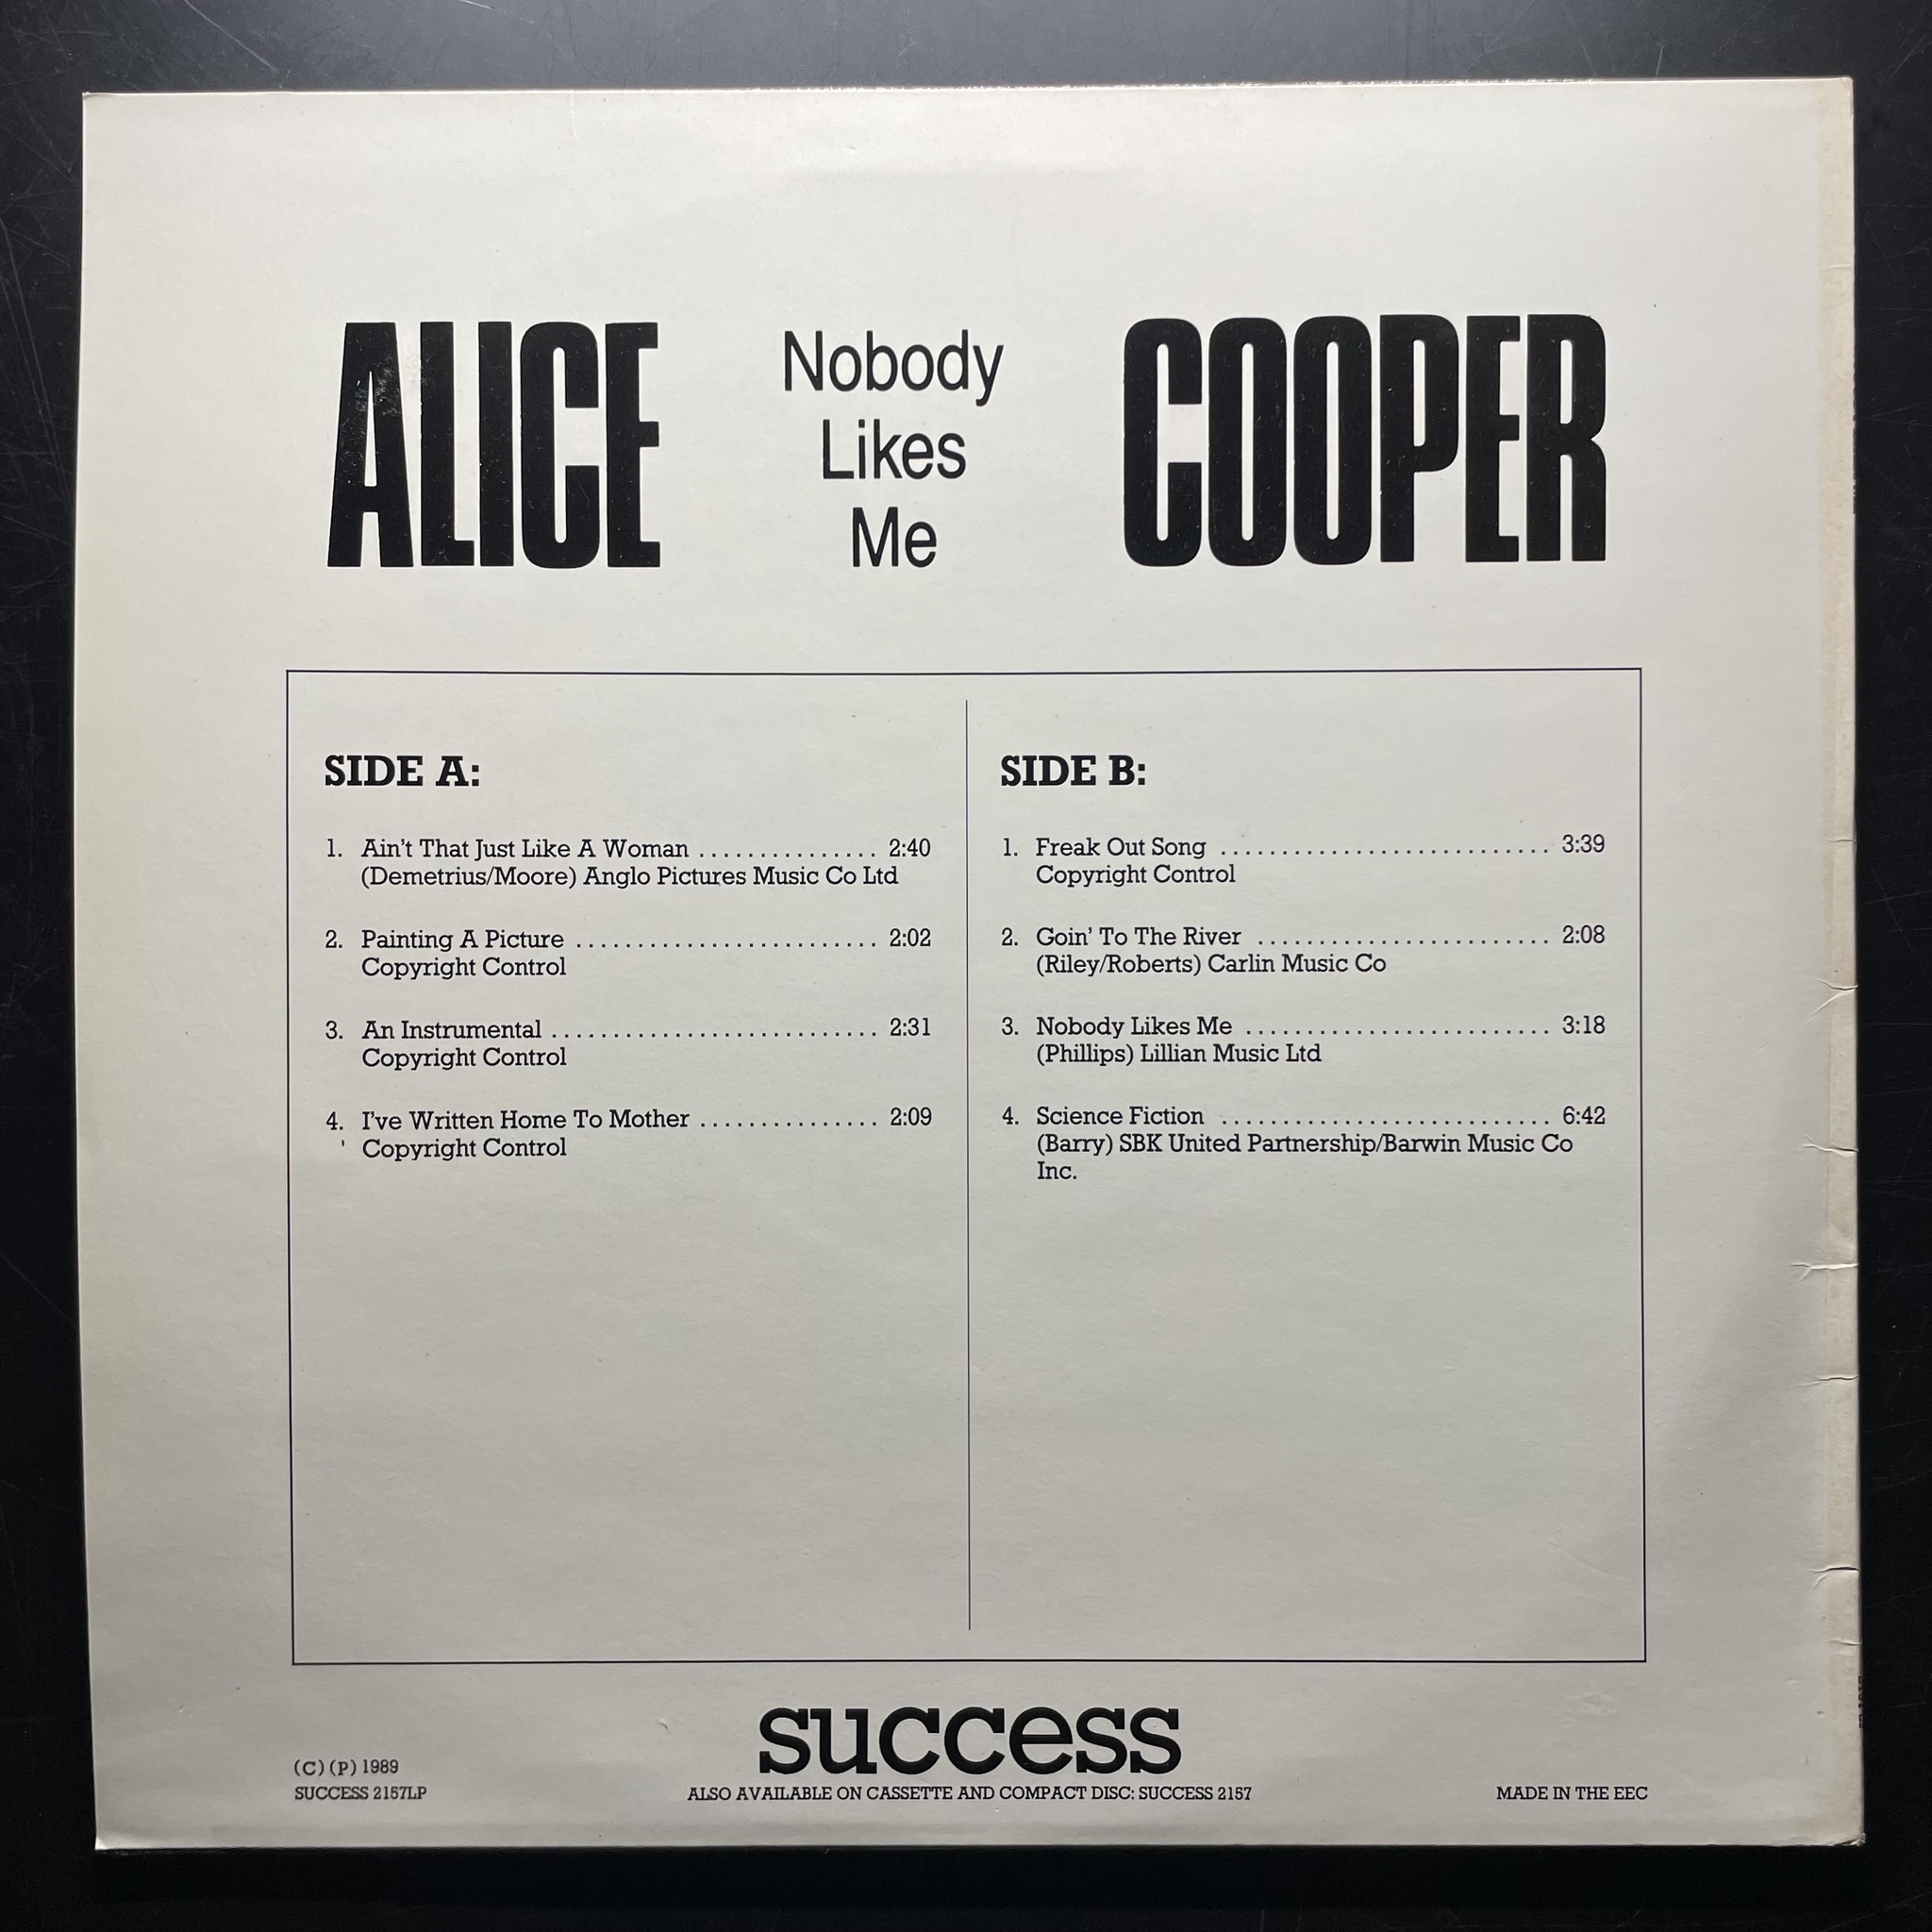 ALICE Nobody Likes Me COOPER
SIDE A:
1. Ain't That Just Like A Woman ............... 2:40
(Demetrius/Moore) Anglo Pictures Music Co Ltd
2. Painting A Picture ......................... 2:02
Copyright Control
3. An Instrumental ........................... 2:31
Copyright Control
4. I've Written Home To Mother ............... 2:09
' Copyright Control
SIDE B:
1. Freak Out Song ........................... 3:39
Copyright Control
2. Goin' To The River ........................ 2:08
(Riley/Roberts) Carlin Music Co
3. Nobody Likes Me ......................... 3:18
(Phillips) Lillian Music Ltd
4. Science Fiction ........................... 6:42
(Barry) SBK United Partnership/Barwin Music Co
Inc.
success
(C) (P) 1989
SUCCESS 2157LP
ALSO AVAILABLE ON CASSETTE AND COMPACT DISC: SUCCESS 2157
MADE IN THE EEC